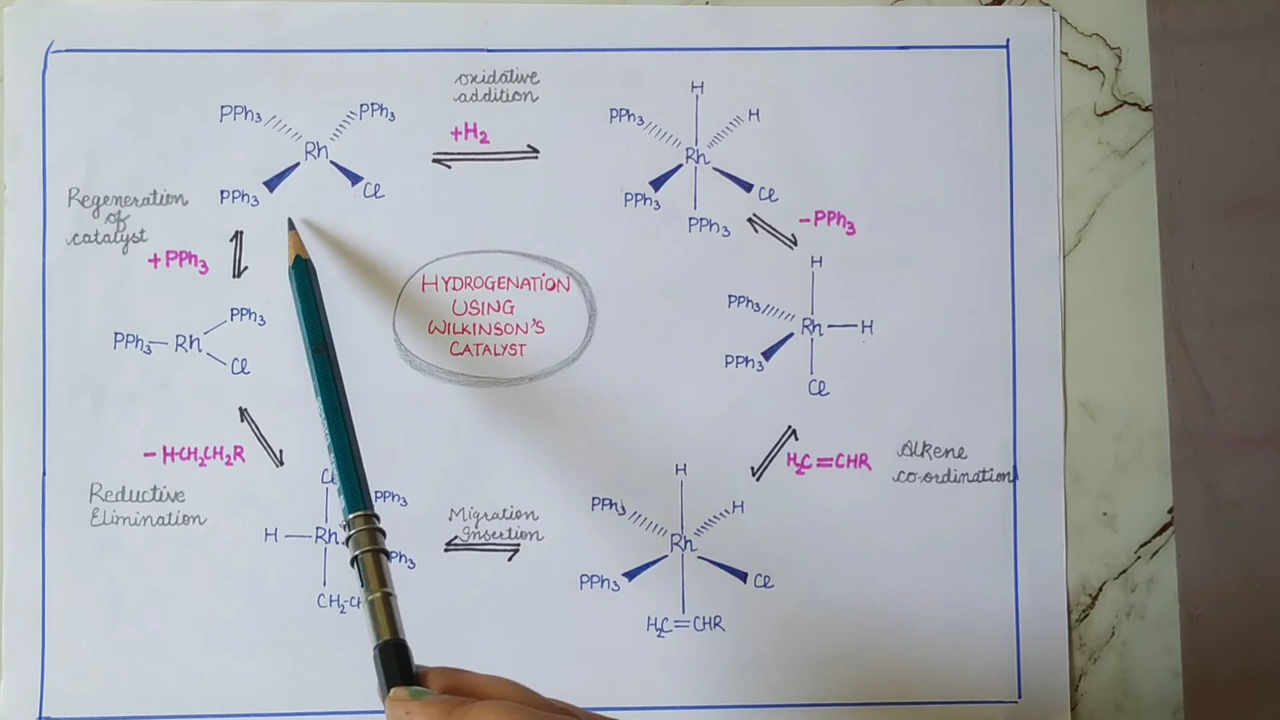 oxidative
addition
+H2
PPh3
PPh3
Rh
PPh3
Cl
H
PPh3
H
Rh
PPh3
Cl
PPh3
-PPh3
Regeneration
of
catalyst
+PPh3
HYDROGENATION
USING
WILKINSON'S
CATALYST
H
PPh3
Rh
H
PPh3
Cl
PPh3
PPh3
Rh
Cl
- H-CH2CH2R
Reductive
Elimination
H
Rh
PPh3
Migration
Insertion
H2C=CHR
Alkene
co-ordination
H
PPh3
H
Rh
PPh3
Cl
H2C=CHR